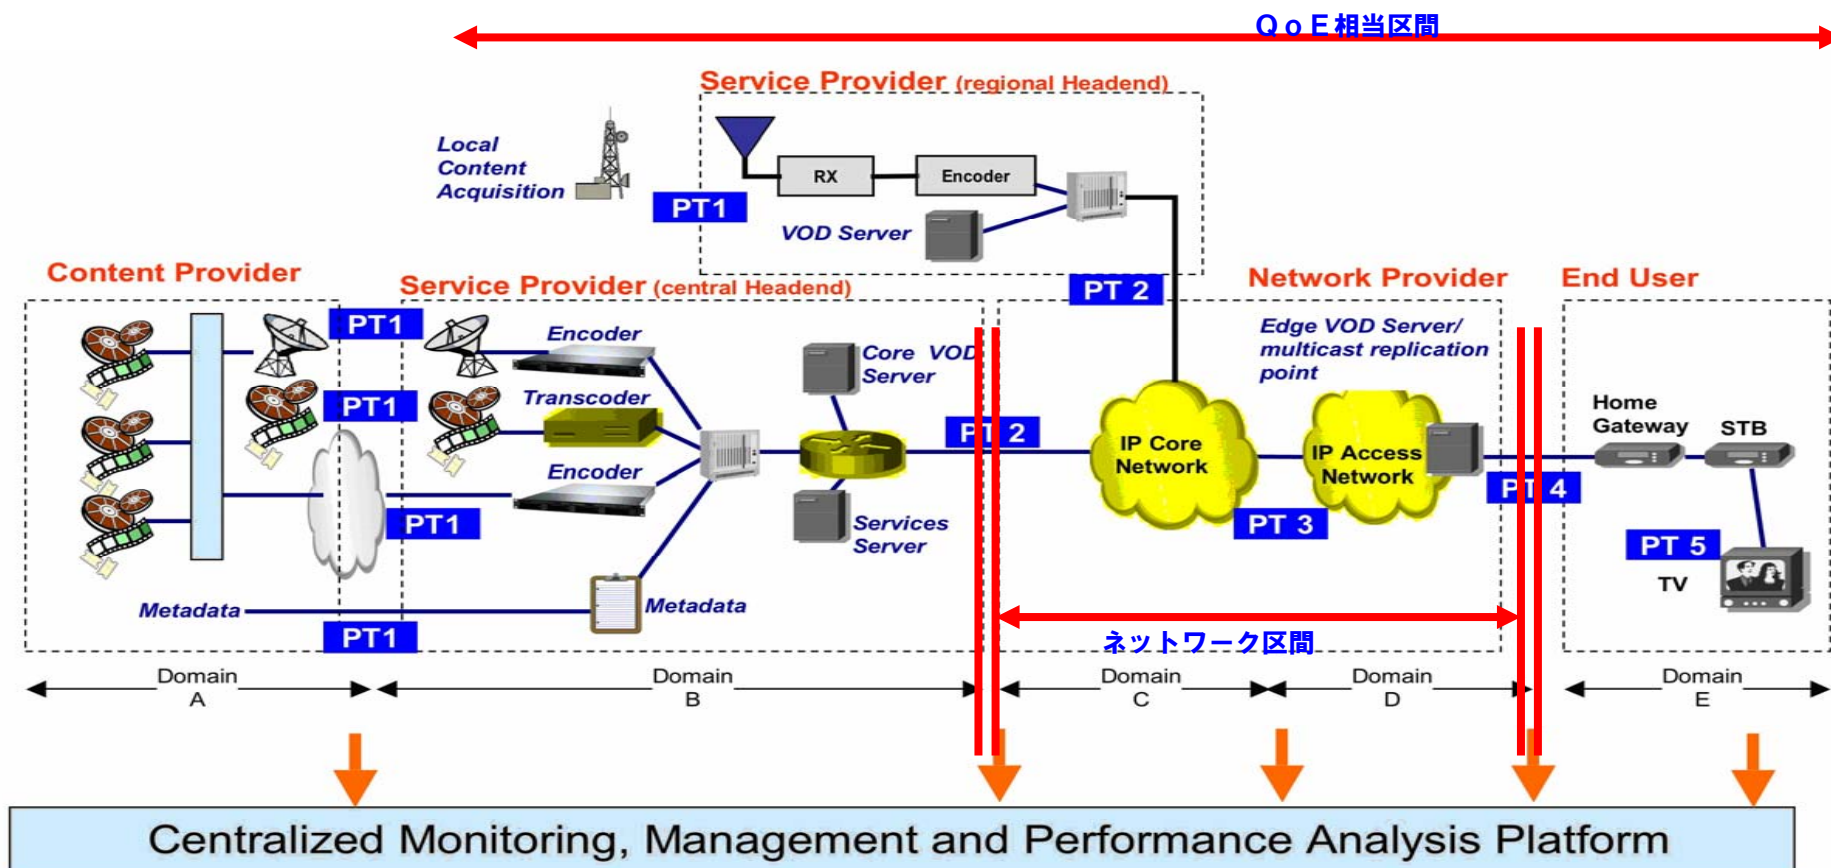 ＱｏＥ相当区間
Service Provider (regional Headend)
Local
Content
Acquisition
RX
Encoder
PT1
VOD Server
Content Provider
Service Provider (central Headend)
PT 2
Network Provider
End User
PT1
Encoder
Core VOD
Server
Edge VOD Server/
multicast replication
point
PT1
Transcoder
PT 2
IP Core
Network
IP Access
Network
Home
Gateway
STB
Encoder
PT1
Services
Server
PT 3
PT 4
PT 5
TV
Metadata
Metadata
PT1
ネットワーク区間
Domain
A
Domain
B
Domain
C
Domain
D
Domain
E
Centralized Monitoring, Management and Performance Analysis Platform